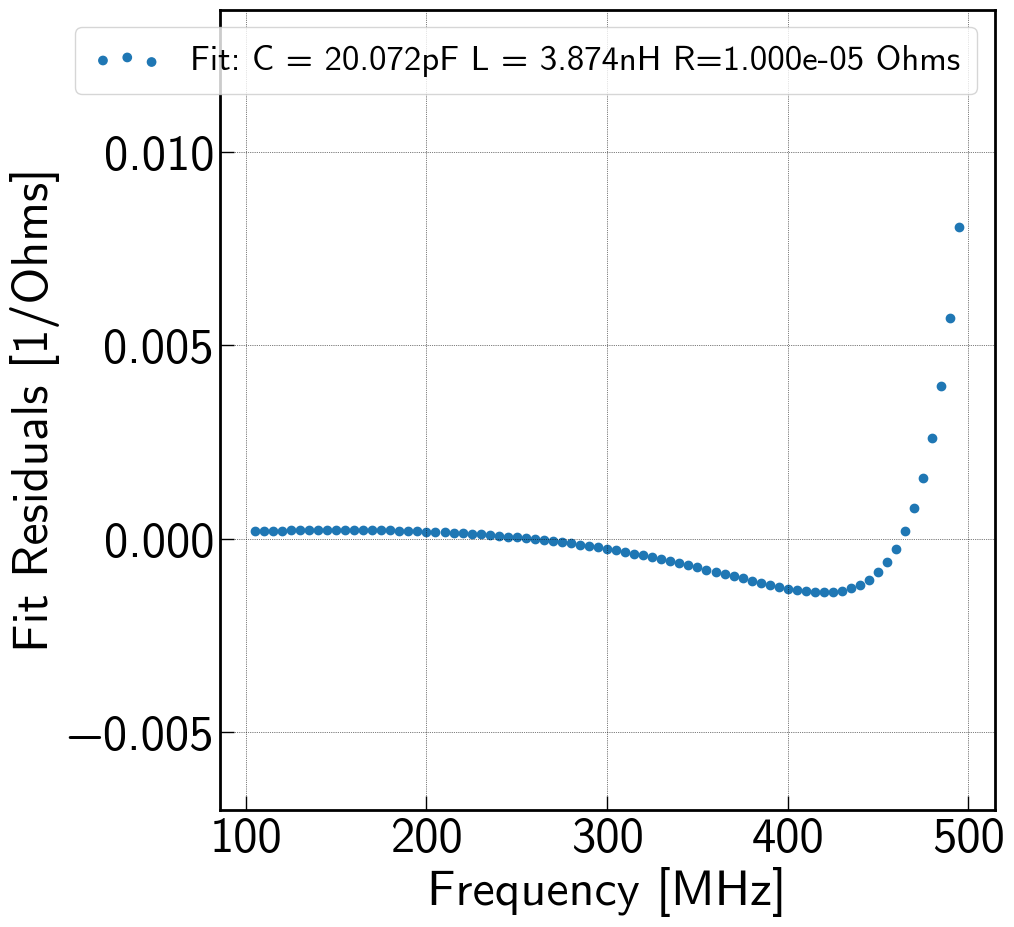 Fit: C = 20.072pF L = 3.874nH R=1.000e-05 Ohms
0.010
0.005
0.000
−0.005
Fit Residuals [1/Ohms]
100 200 300 400 500
Frequency [MHz]